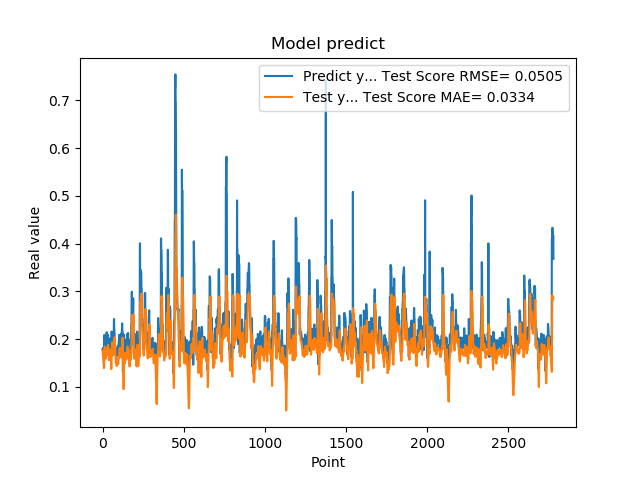 Model predict
Predict y... Test Score RMSE= 0.0505
Test y... Test Score MAE= 0.0334
0.7
0.6
0.5
0.4
0.3
0.2
0.1
Real value
0 500 1000 1500 2000 2500
Point